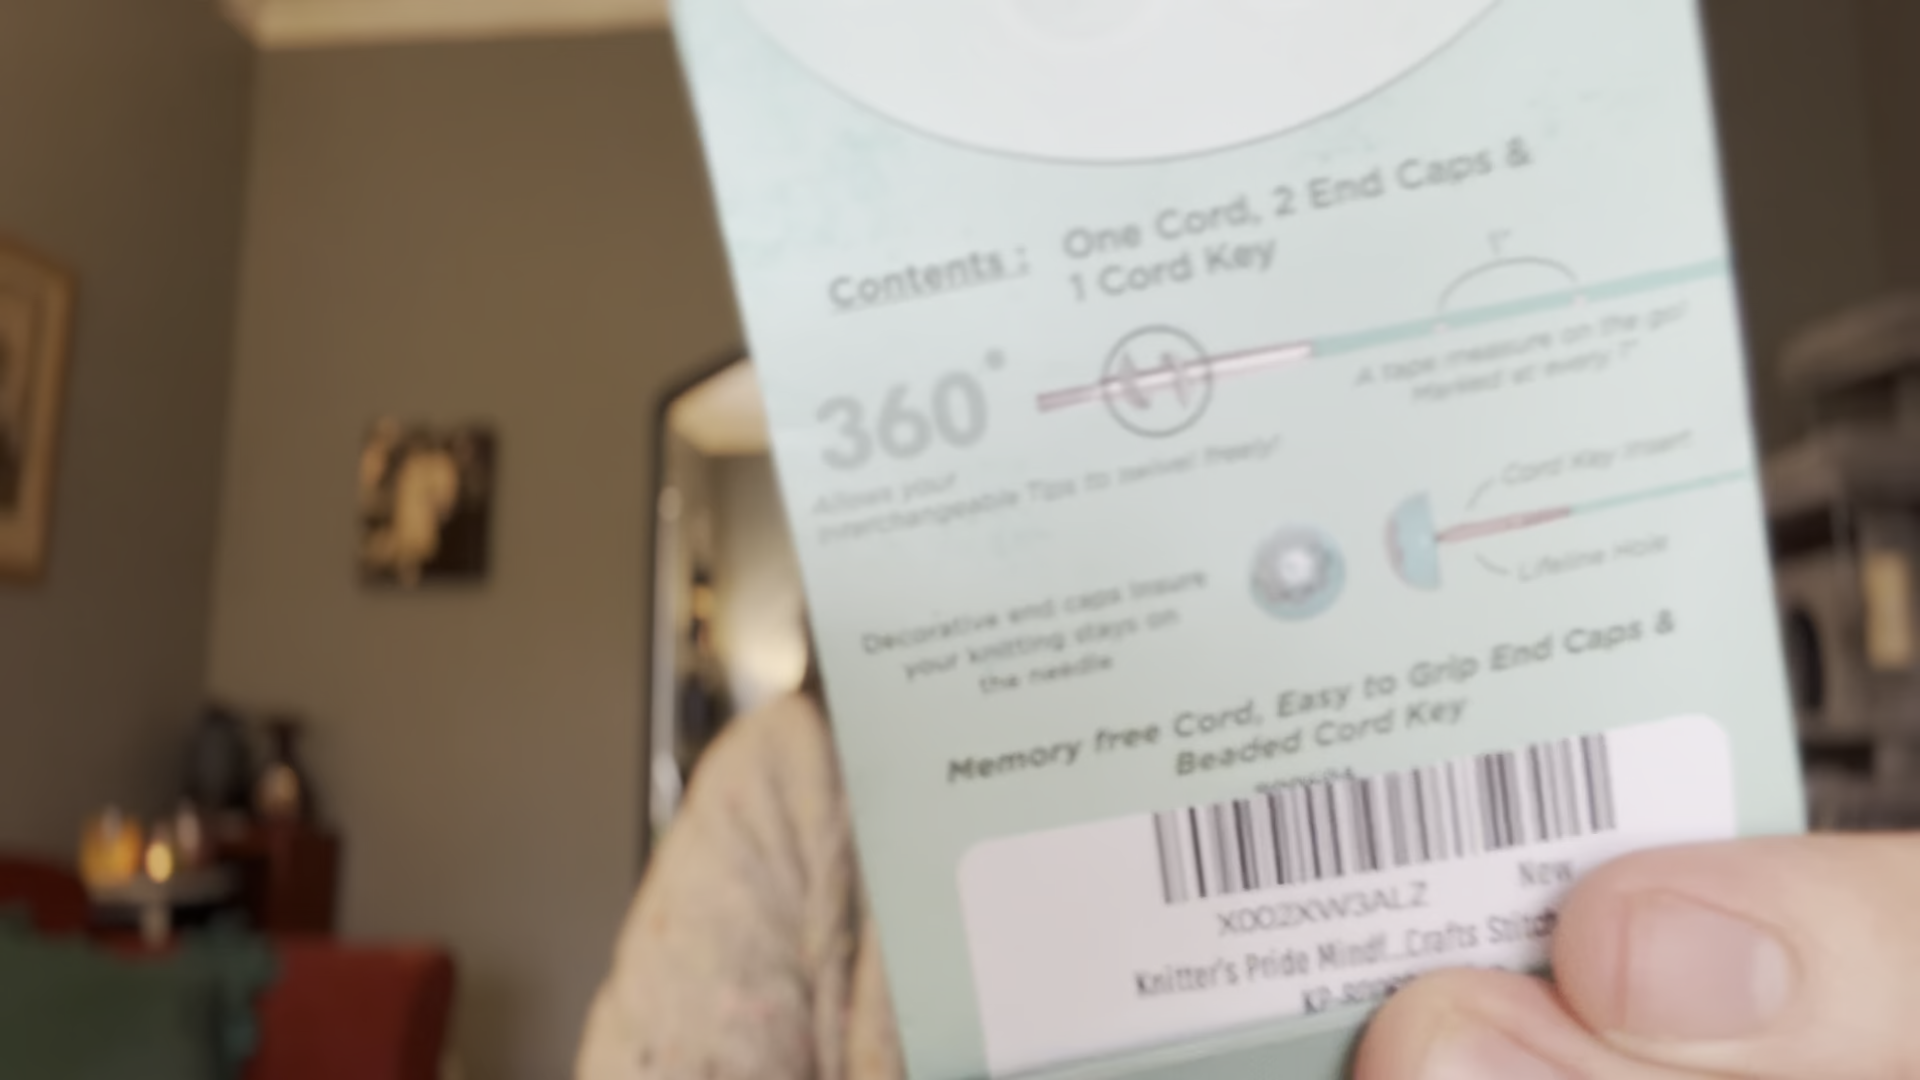 Contents : One Cord, 2 End Caps &
1 Cord Key
1"
360°
A tape measure on the go!
Marked at every 1"
Allows your
Interchangeable Tips to swivel freely!
Cord Key Insert
Lifeline Hole
Decorative end caps insure
your knitting stays on
the needle
Memory free Cord, Easy to Grip End Caps &
Beaded Cord Key
X002XW3ALZ
New
Knitter's Pride Mindf...Crafts Stitch